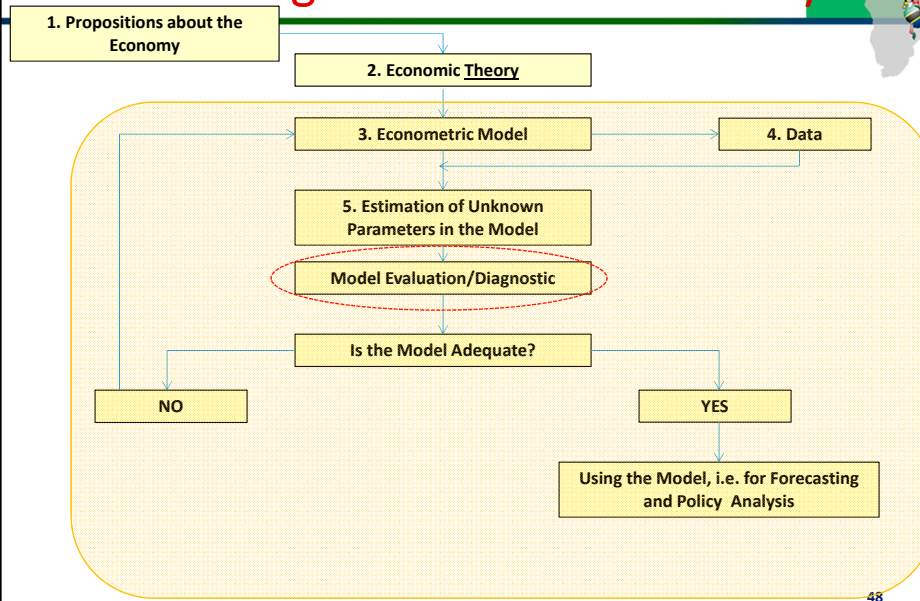 1. Propositions about the
Economy
2. Economic Theory
3. Econometric Model
4. Data
5. Estimation of Unknown
Parameters in the Model
Model Evaluation/Diagnostic
Is the Model Adequate?
NO
YES
Using the Model, i.e. for Forecasting
and Policy Analysis
48